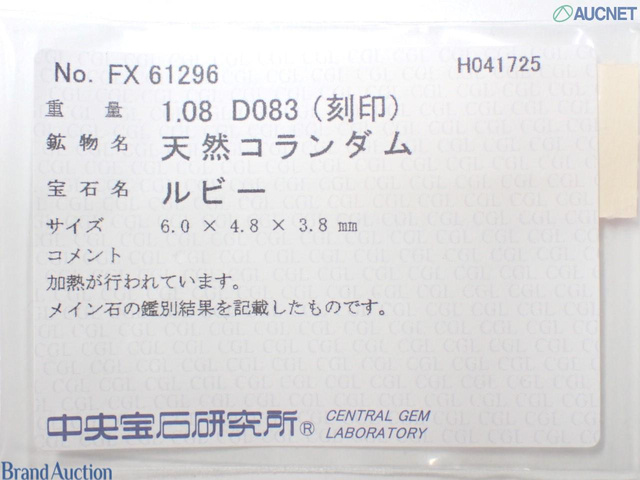 AUCNET
No. FX 61296
H041725
重量 1.08 D083 (刻印)
鉱物名 天然コランダム
宝石名 ルビー
サイズ 6.0 × 4.8 × 3.8 mm
コメント
加熱が行われています。
メイン石の鑑別結果を記載したものです。
中央宝石研究所® CENTRAL GEM
LABORATORY
Brand Auction